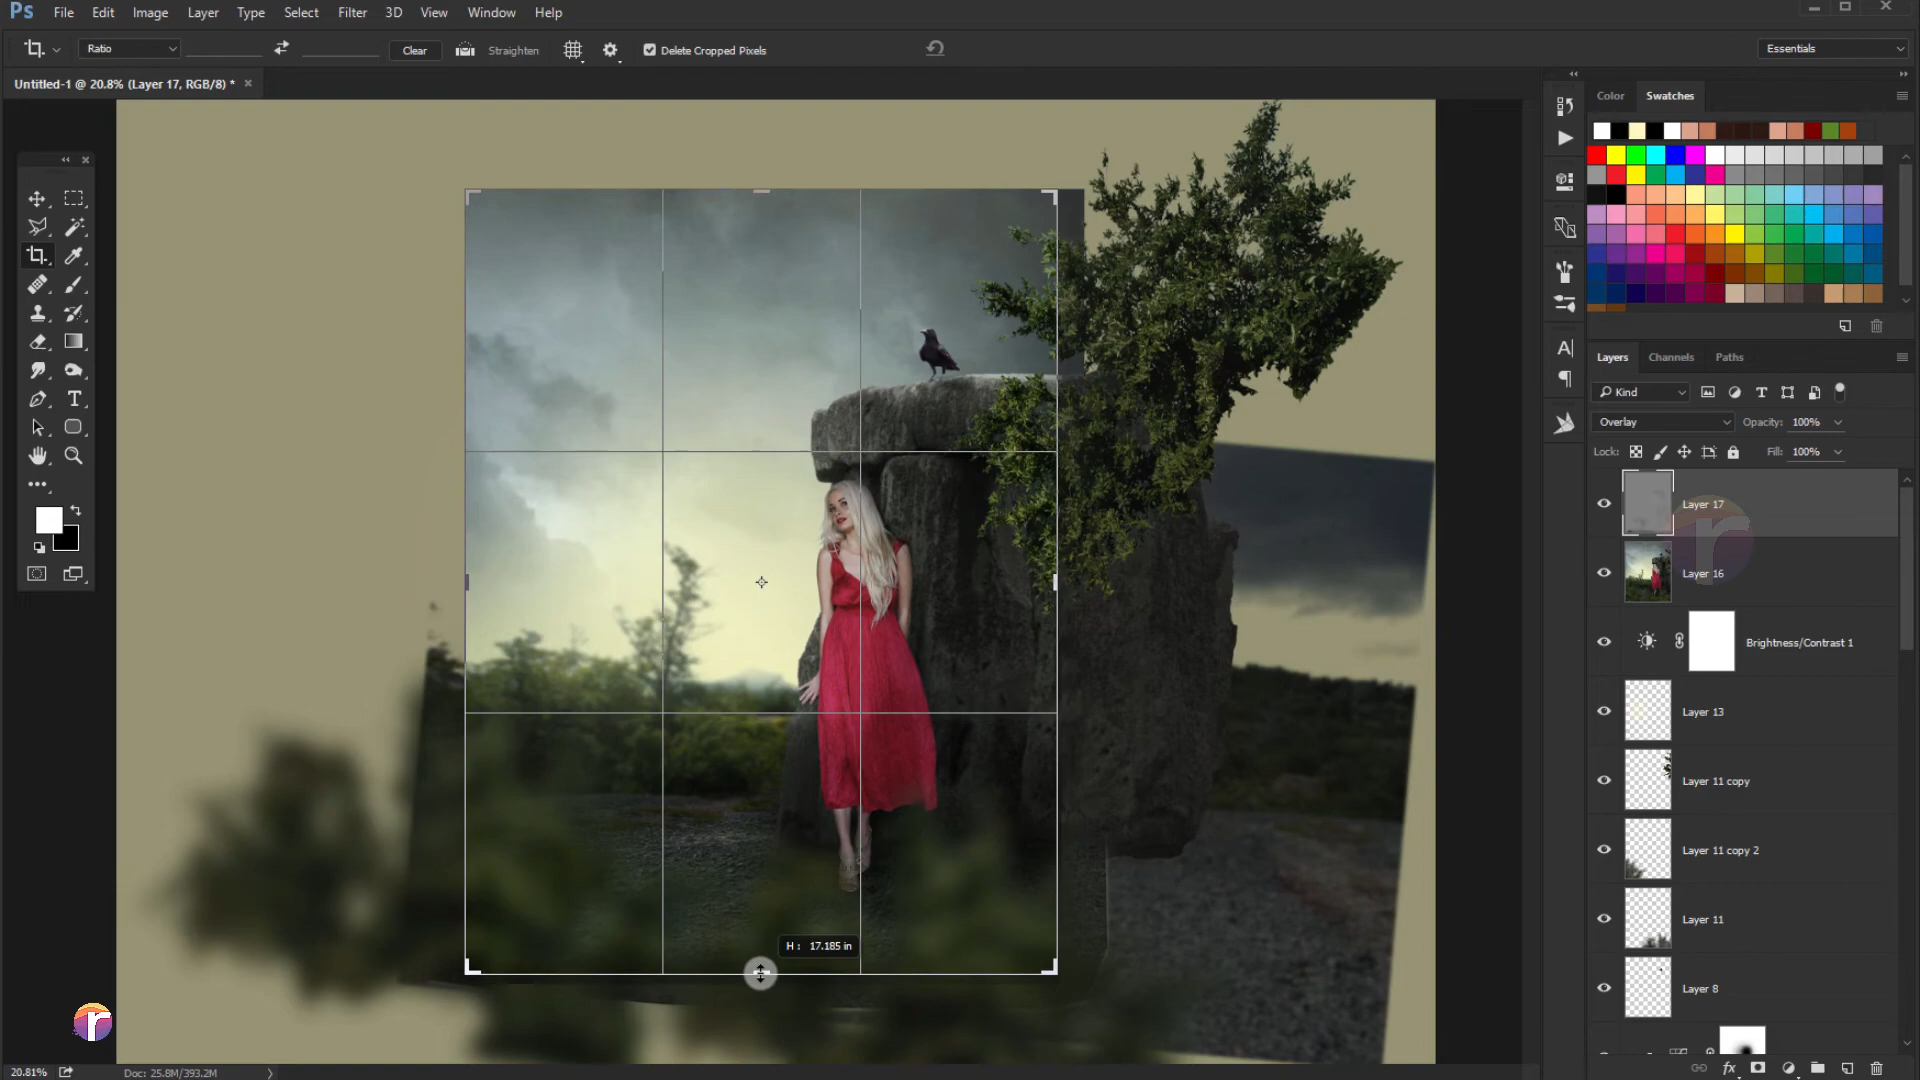 Ps File Edit Image Layer Type Select Filter 3D View Window Help
Ratio Clear Straighten Delete Cropped Pixels Essentials
Untitled-1 @ 20.8% (Layer 17, RGB/8) *
Color Swatches
Layers Channels Paths
Kind
Overlay Opacity: 100%
Lock: Fill: 100%
Layer 17
Layer 16
Brightness/Contrast 1
Layer 13
Layer 11 copy
Layer 11 copy 2
Layer 11
Layer 8
H : 17.185 in
20.81% Doc: 25.8M/393.2M